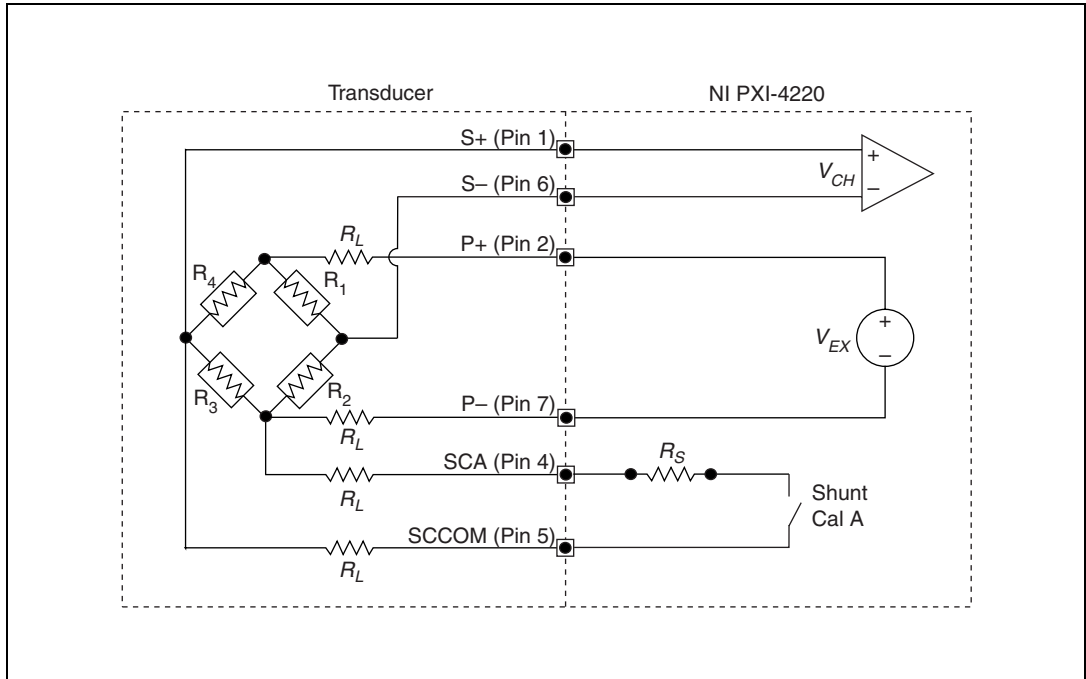 Transducer
NI PXI-4220
S+ (Pin 1)
+
V_CH
S– (Pin 6)
–
R_L
P+ (Pin 2)
R_4
R_1
+
V_EX
–
R_3
R_2
P– (Pin 7)
R_L
SCA (Pin 4)
R_S
R_L
Shunt
Cal A
SCCOM (Pin 5)
R_L